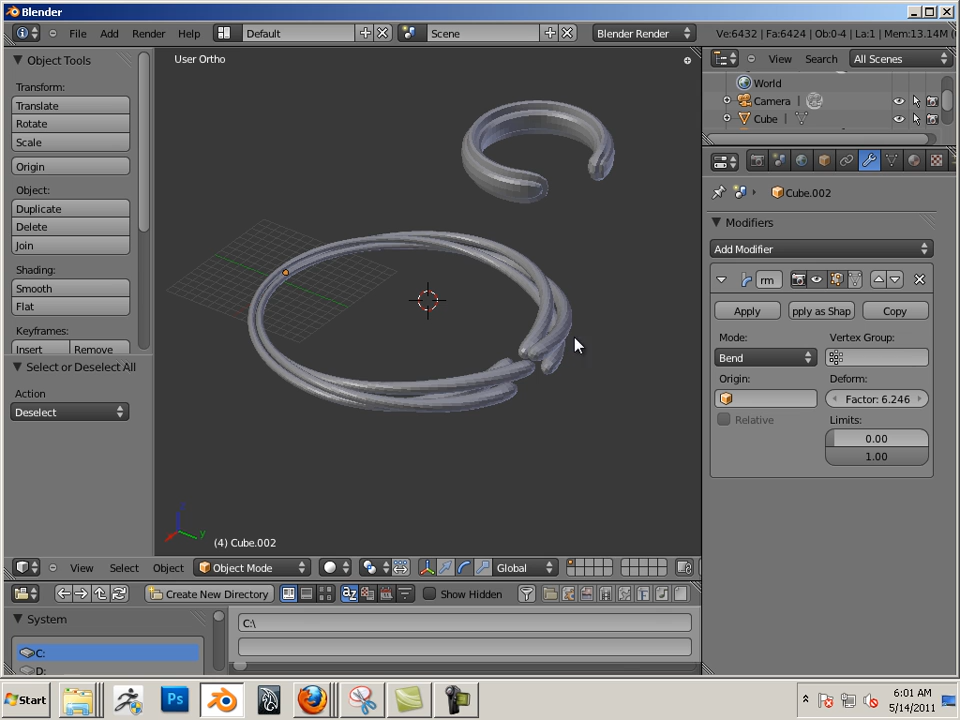 Blender
File Add Render Help Default Scene Blender Render Ve:6432 | Fa:6424 | Ob:0-4 | La:1 | Mem:13.14M (
Object Tools
Transform:
Translate
Rotate
Scale
Origin
Object:
Duplicate
Delete
Join
Shading:
Smooth
Flat
Keyframes:
Insert Remove
Select or Deselect All
Action
Deselect
User Ortho
y
(4) Cube.002
View Select Object Object Mode Global
Create New Directory Show Hidden
System
C:
D:
C:\
View Search All Scenes
World
Camera
Cube
Cube.002
Modifiers
Add Modifier
rm
Apply pply as Shap Copy
Mode: Vertex Group:
Bend
Origin: Deform:
Factor: 6.246
Relative Limits:
0.00
1.00
Start Ps 6:01 AM
5/14/2011